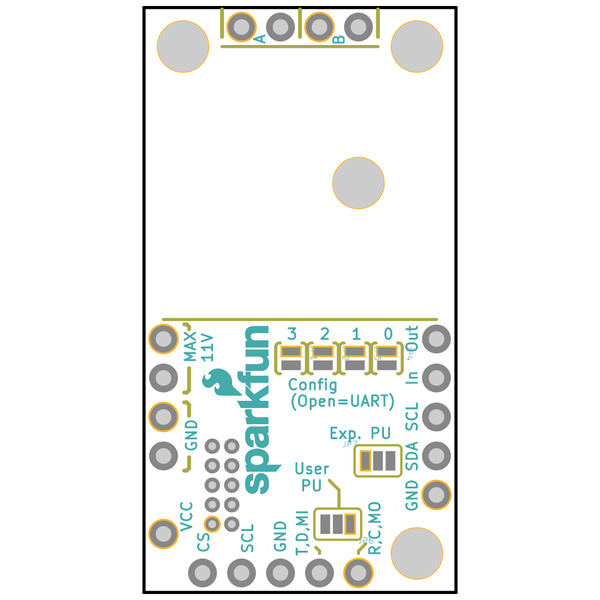 A
B
MAX
11V
GND
VCC
sparkfun
3 2 1 0
Config
(Open=UART)
Exp. PU
User
PU
Out
In
SCL
SDA
GND
CS
SCL
GND
T,D,MI
R,C,MO